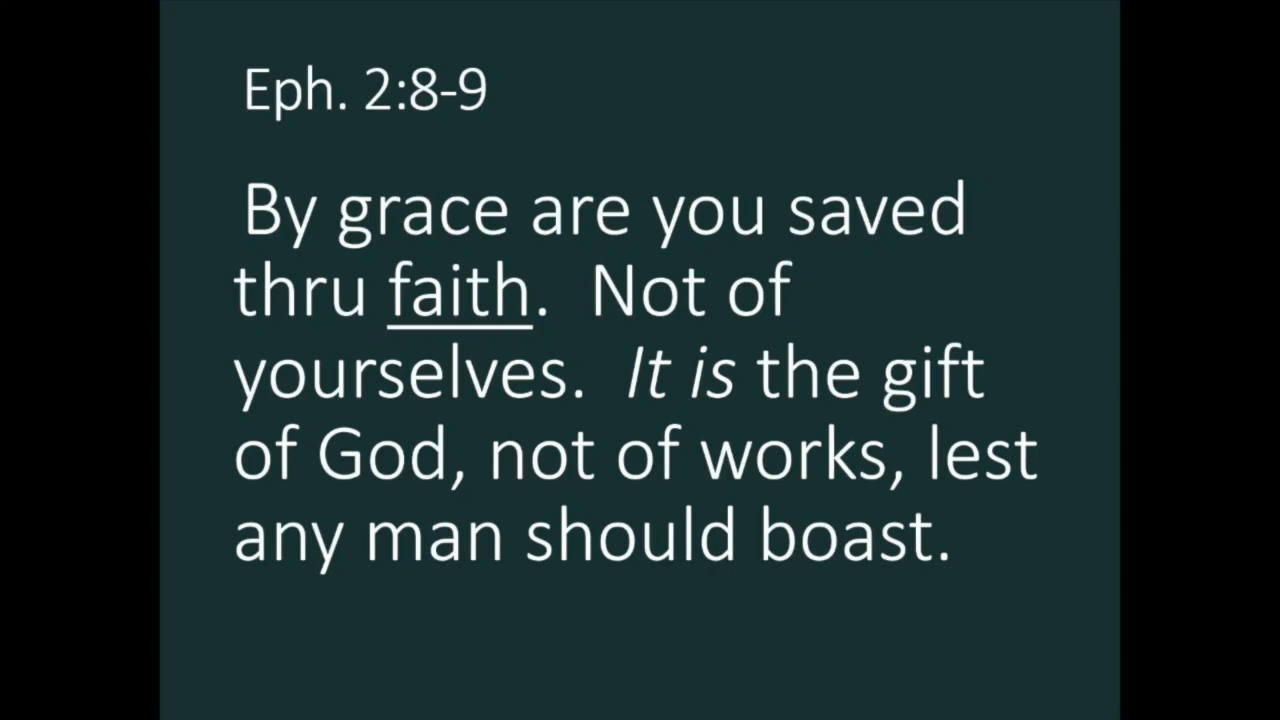 Eph. 2:8-9
By grace are you saved
thru faith.  Not of
yourselves.  It is the gift
of God, not of works, lest
any man should boast.